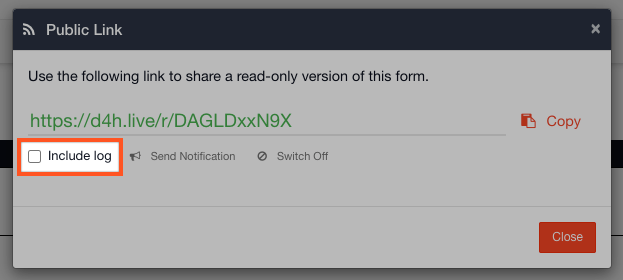 Public Link ×
Use the following link to share a read-only version of this form.
https://d4h.live/r/DAGLDxxN9X Copy
Include log Send Notification Switch Off
Close